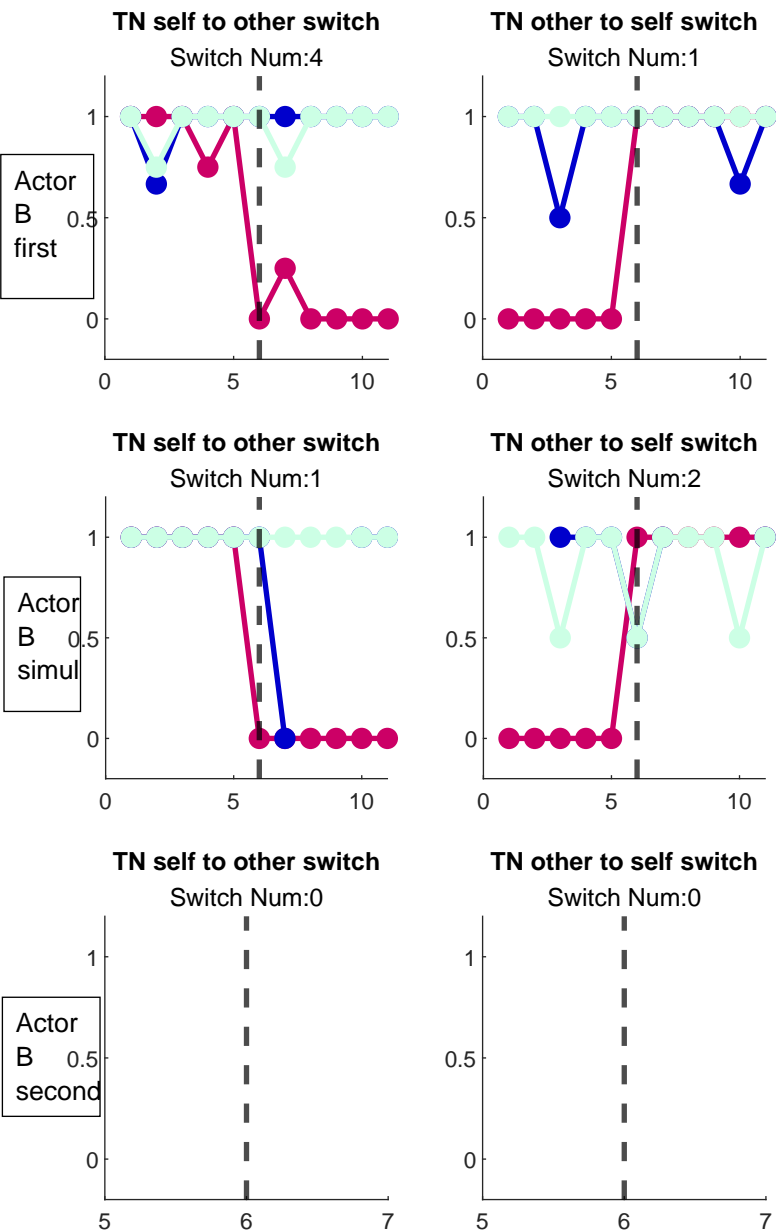 TN self to other switch
Switch Num:4
TN other to self switch
Switch Num:1
Actor
B
first
1
0.5
0
0 5 10
1
0.5
0
0 5 10
TN self to other switch
Switch Num:1
TN other to self switch
Switch Num:2
Actor
B
simul
1
0.5
0
0 5 10
1
0.5
0
0 5 10
TN self to other switch
Switch Num:0
TN other to self switch
Switch Num:0
Actor
B
second
1
0.5
0
5 6 7
1
0.5
0
5 6 7